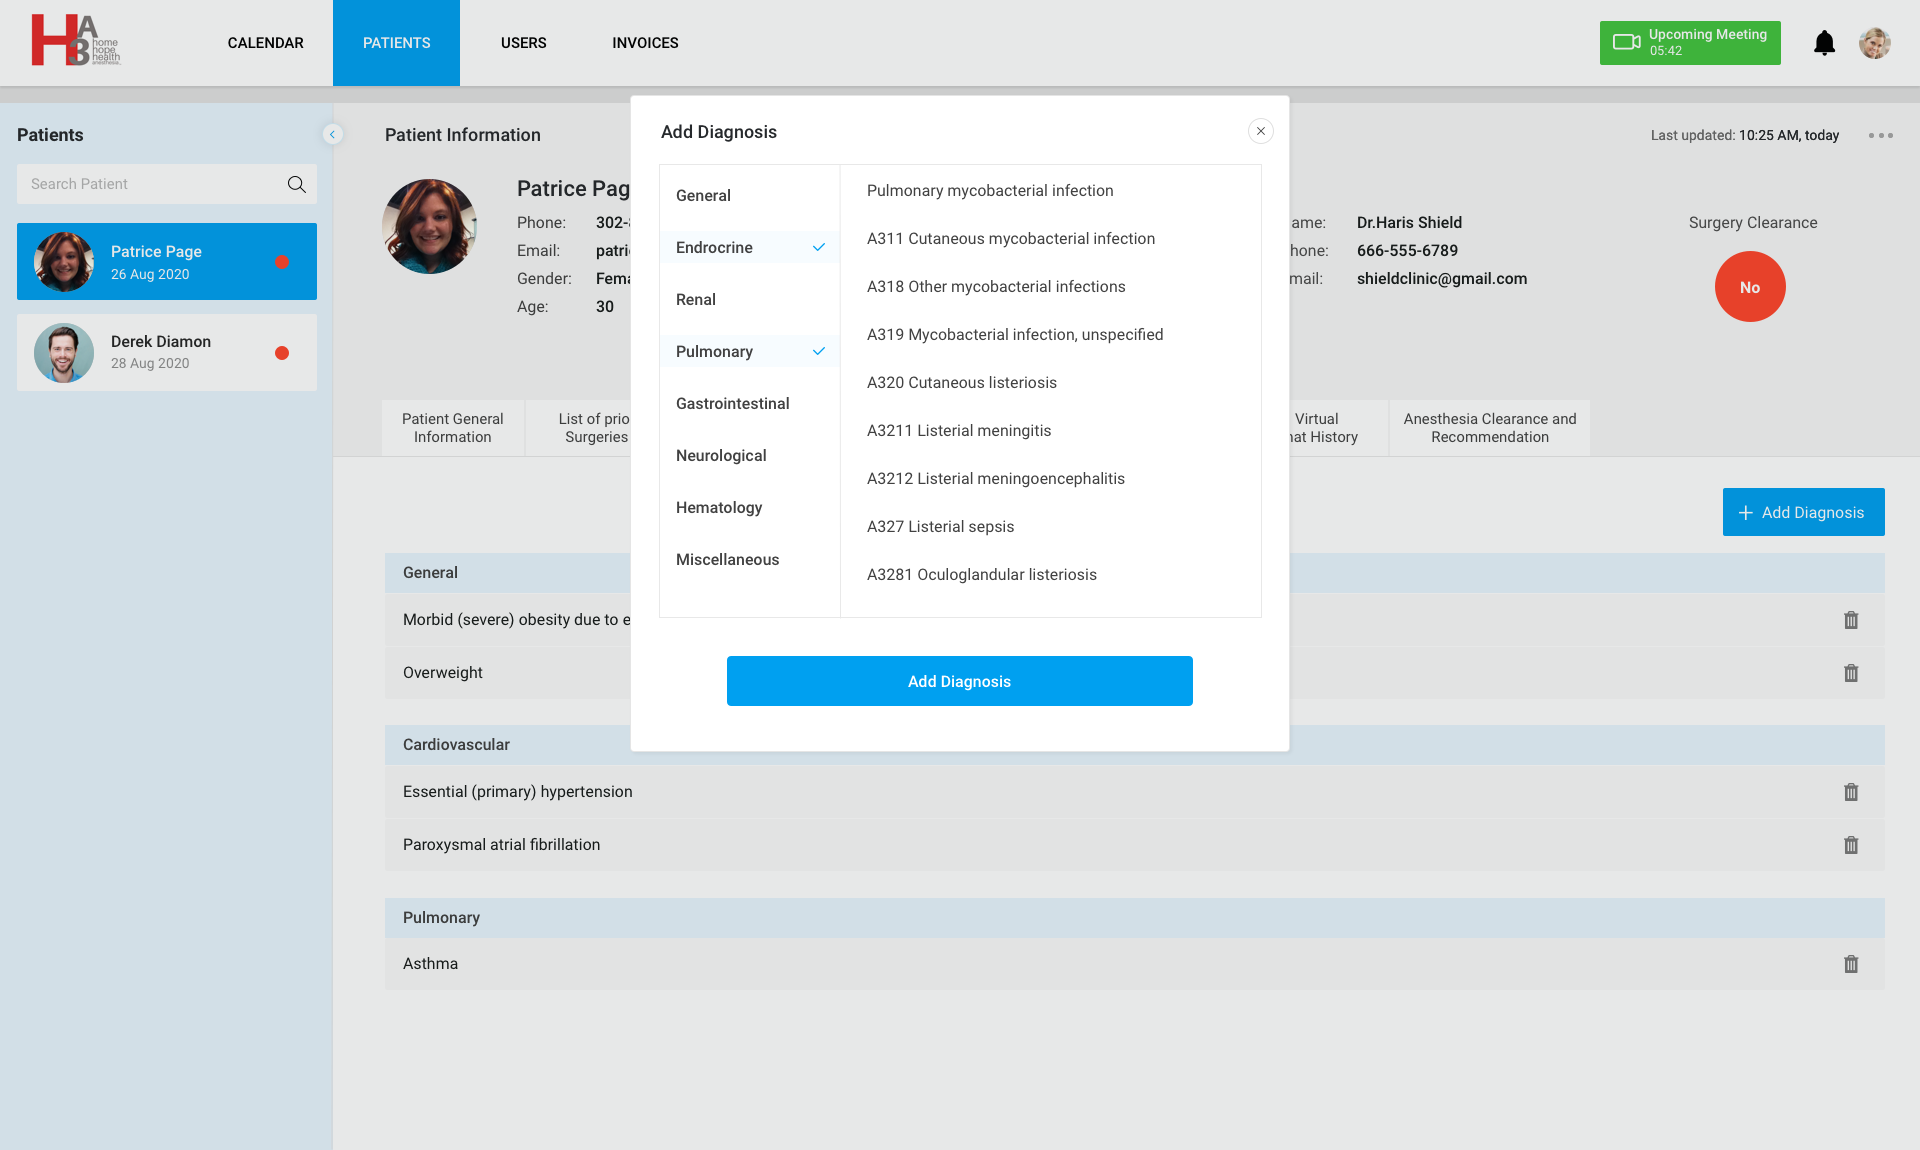 HA3
home
hope
health
anesthesia
CALENDAR
PATIENTS
USERS
INVOICES
Upcoming Meeting
05:42
Patients
Search Patient
Patrice Page
26 Aug 2020
Derek Diamon
28 Aug 2020
Patient Information
Last updated: 10:25 AM, today
Patrice Pag
Phone: 302-
Email: patri
Gender: Fema
Age: 30
ame: Dr.Haris Shield
hone: 666-555-6789
mail: shieldclinic@gmail.com
Surgery Clearance
No
Patient General
Information
List of prio
Surgeries
Virtual
hat History
Anesthesia Clearance and
Recommendation
Add Diagnosis
General
Morbid (severe) obesity due to e
Overweight
Cardiovascular
Essential (primary) hypertension
Paroxysmal atrial fibrillation
Pulmonary
Asthma
Add Diagnosis
General
Endrocrine
Renal
Pulmonary
Gastrointestinal
Neurological
Hematology
Miscellaneous
Pulmonary mycobacterial infection
A311 Cutaneous mycobacterial infection
A318 Other mycobacterial infections
A319 Mycobacterial infection, unspecified
A320 Cutaneous listeriosis
A3211 Listerial meningitis
A3212 Listerial meningoencephalitis
A327 Listerial sepsis
A3281 Oculoglandular listeriosis
Add Diagnosis